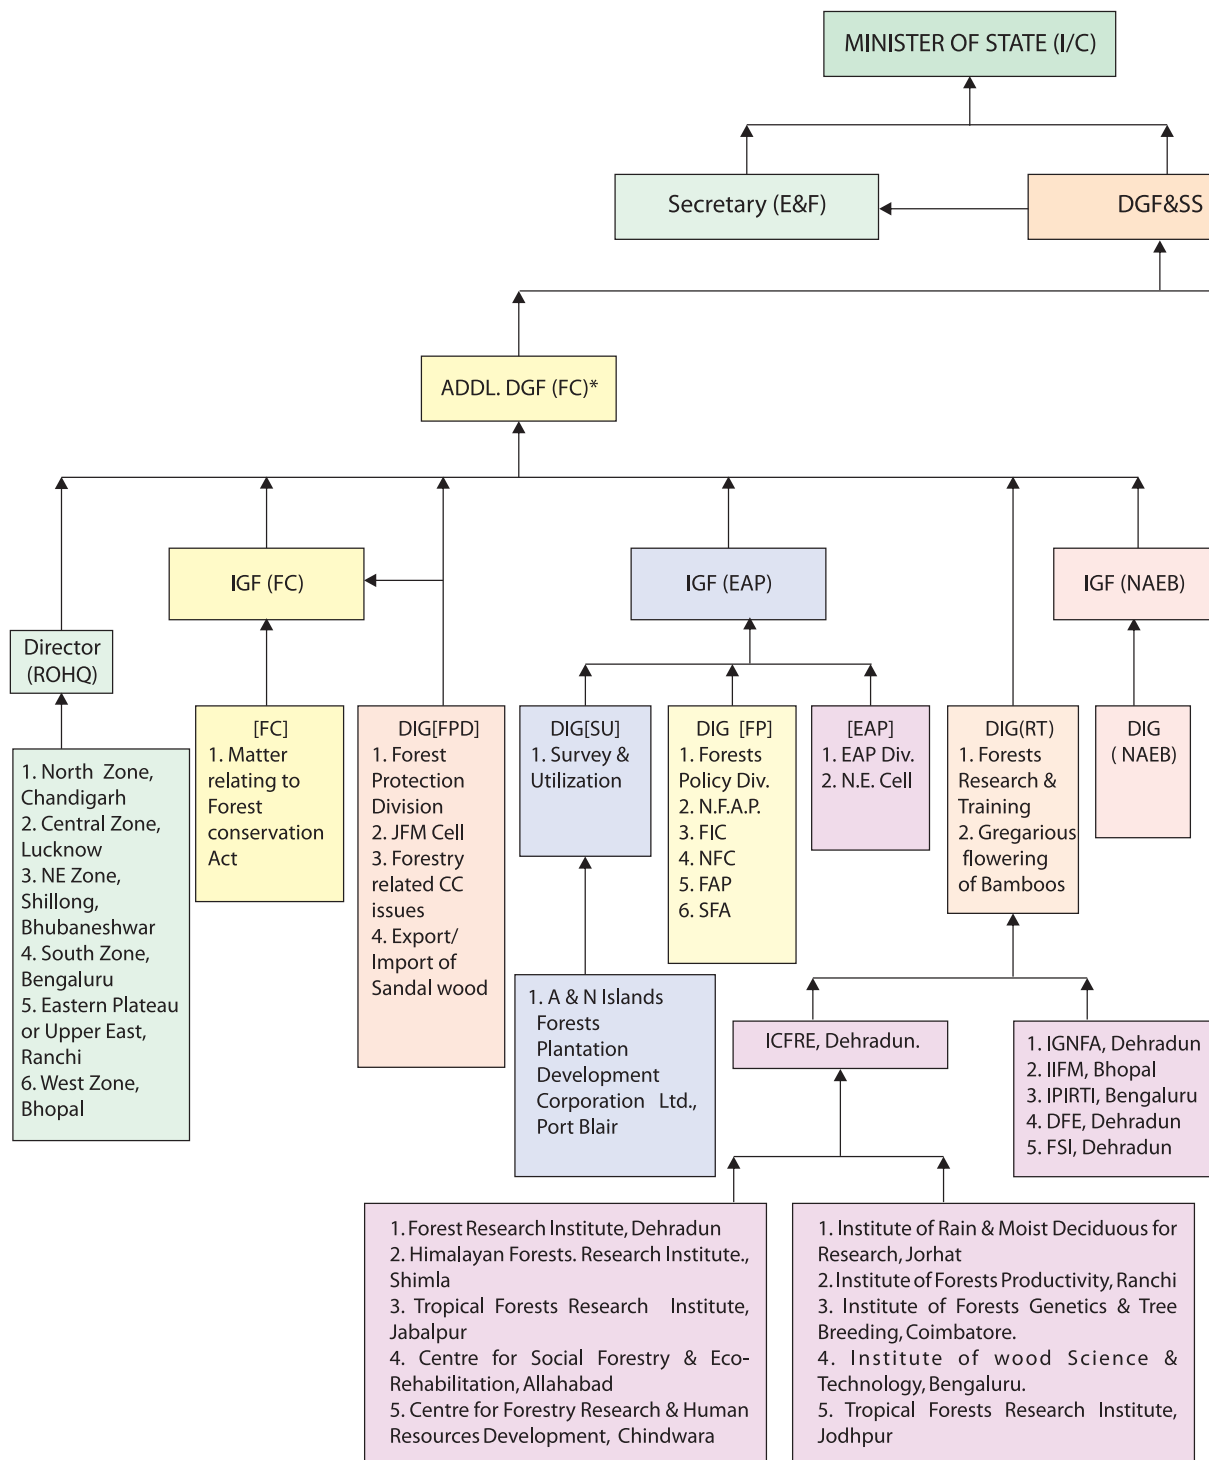 MINISTER OF STATE (I/C)
Secretary (E&F)
DGF&SS
ADDL. DGF (FC)*
IGF (FC)
IGF (EAP)
IGF (NAEB)
Director
(ROHQ)
1. North Zone,
Chandigarh
2. Central Zone,
Lucknow
3. NE Zone,
Shillong,
Bhubaneshwar
4. South Zone,
Bengaluru
5. Eastern Plateau
or Upper East,
Ranchi
6. West Zone,
Bhopal
[FC]
1. Matter
relating to
Forest
conservation
Act
DIG[FPD]
1. Forest
Protection
Division
2. JFM Cell
3. Forestry
related CC
issues
4. Export/
Import of
Sandal wood
DIG[SU]
1. Survey &
Utilization
DIG [FP]
1. Forests
Policy Div.
2. N.F.A.P.
3. FIC
4. NFC
5. FAP
6. SFA
[EAP]
1. EAP Div.
2. N.E. Cell
DIG(RT)
1. Forests
Research &
Training
2. Gregarious
flowering
of Bamboos
DIG
( NAEB)
1. A & N Islands
Forests
Plantation
Development
Corporation Ltd.,
Port Blair
ICFRE, Dehradun.
1. IGNFA, Dehradun
2. IIFM, Bhopal
3. IPIRTI, Bengaluru
4. DFE, Dehradun
5. FSI, Dehradun
1. Forest Research Institute, Dehradun
2. Himalayan Forests. Research Institute.,
Shimla
3. Tropical Forests Research Institute,
Jabalpur
4. Centre for Social Forestry & Eco-
Rehabilitation, Allahabad
5. Centre for Forestry Research & Human
Resources Development, Chindwara
1. Institute of Rain & Moist Deciduous for
Research, Jorhat
2. Institute of Forests Productivity, Ranchi
3. Institute of Forests Genetics & Tree
Breeding, Coimbatore.
4. Institute of wood Science &
Technology, Bengaluru.
5. Tropical Forests Research Institute,
Jodhpur